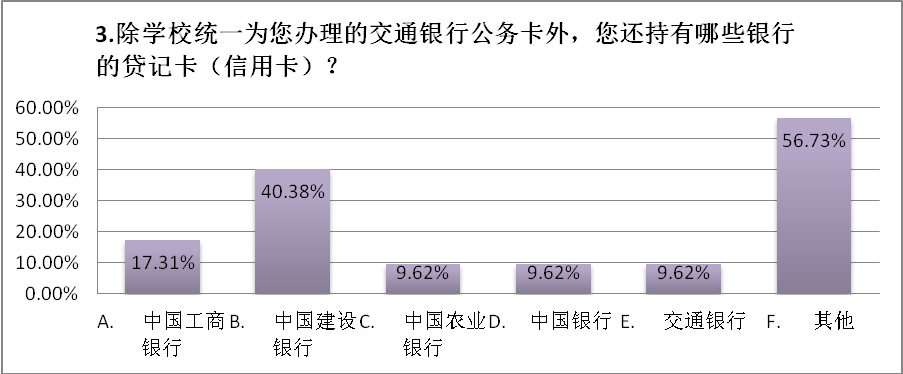 3.除学校统一为您办理的交通银行公务卡外，您还持有哪些银行
的贷记卡（信用卡）？
60.00%
50.00%
40.00%
30.00%
20.00%
10.00%
0.00%
17.31%
40.38%
9.62%
9.62%
9.62%
56.73%
A. 中国工商
银行
B. 中国建设
银行
C. 中国农业
银行
D. 中国银行
E. 交通银行
F. 其他